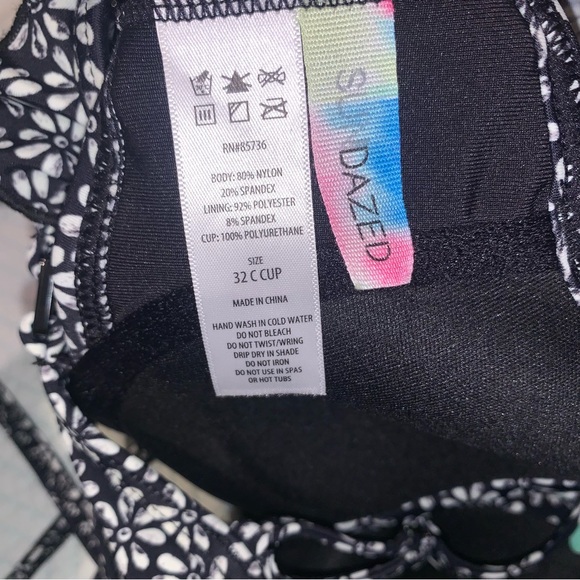 RN#85736
BODY: 80% NYLON
20% SPANDEX
LINING: 92% POLYESTER
8% SPANDEX
CUP: 100% POLYURETHANE
SIZE
32 C CUP
MADE IN CHINA
HAND WASH IN COLD WATER
DO NOT BLEACH
DO NOT TWIST/WRING
DRIP DRY IN SHADE
DO NOT IRON
DO NOT USE IN SPAS
OR HOT TUBS
DAZED